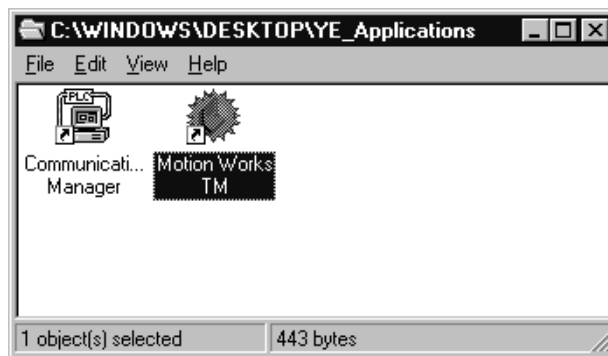 C:\WINDOWS\DESKTOP\YE_Applications
File Edit View Help
PLC
Communicati... Motion Works
Manager TM
1 object(s) selected 443 bytes